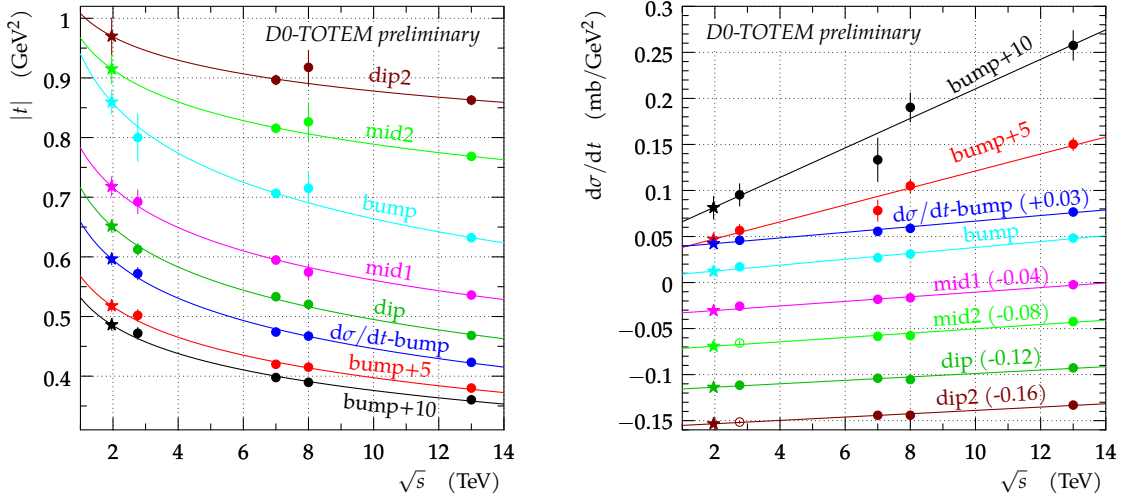 D0-TOTEM preliminary
|t| (GeV²)
1
0.9
0.8
0.7
0.6
0.5
0.4
dip2
mid2
bump
mid1
dip
dσ/dt-bump
bump+5
bump+10
2 4 6 8 10 12 14
√s (TeV)
D0-TOTEM preliminary
dσ/dt (mb/GeV²)
0.3
0.25
0.2
0.15
0.1
0.05
0
−0.05
−0.1
−0.15
bump+10
bump+5
dσ/dt-bump (+0.03)
bump
mid1 (-0.04)
mid2 (-0.08)
dip (-0.12)
dip2 (-0.16)
2 4 6 8 10 12 14
√s (TeV)